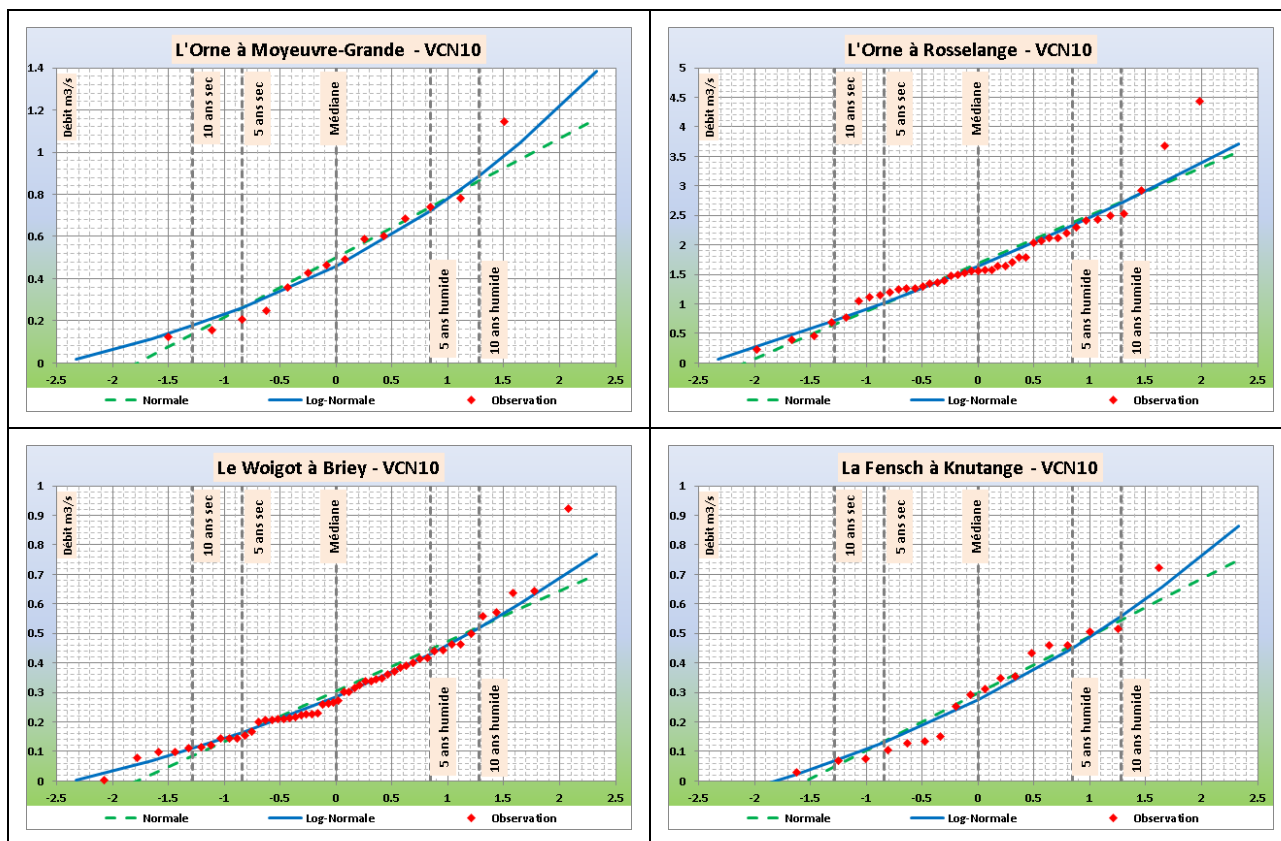 L'Orne à Moyeuvre-Grande - VCN10
Débit m3/s
10 ans sec
5 ans sec
Médiane
5 ans humide
10 ans humide
1.4
1.2
1
0.8
0.6
0.4
0.2
0
-2.5 -2 -1.5 -1 -0.5 0 0.5 1 1.5 2 2.5
Normale Log-Normale Observation
L'Orne à Rosselange - VCN10
Débit m3/s
10 ans sec
5 ans sec
Médiane
5 ans humide
10 ans humide
5
4.5
4
3.5
3
2.5
2
1.5
1
0.5
0
-2.5 -2 -1.5 -1 -0.5 0 0.5 1 1.5 2 2.5
Normale Log-Normale Observation
Le Woigot à Briey - VCN10
Débit m3/s
10 ans sec
5 ans sec
Médiane
5 ans humide
10 ans humide
1
0.9
0.8
0.7
0.6
0.5
0.4
0.3
0.2
0.1
0
-2.5 -2 -1.5 -1 -0.5 0 0.5 1 1.5 2 2.5
Normale Log-Normale Observation
La Fensch à Knutange - VCN10
Débit m3/s
10 ans sec
5 ans sec
Médiane
5 ans humide
10 ans humide
1
0.9
0.8
0.7
0.6
0.5
0.4
0.3
0.2
0.1
0
-2.5 -2 -1.5 -1 -0.5 0 0.5 1 1.5 2 2.5
Normale Log-Normale Observation